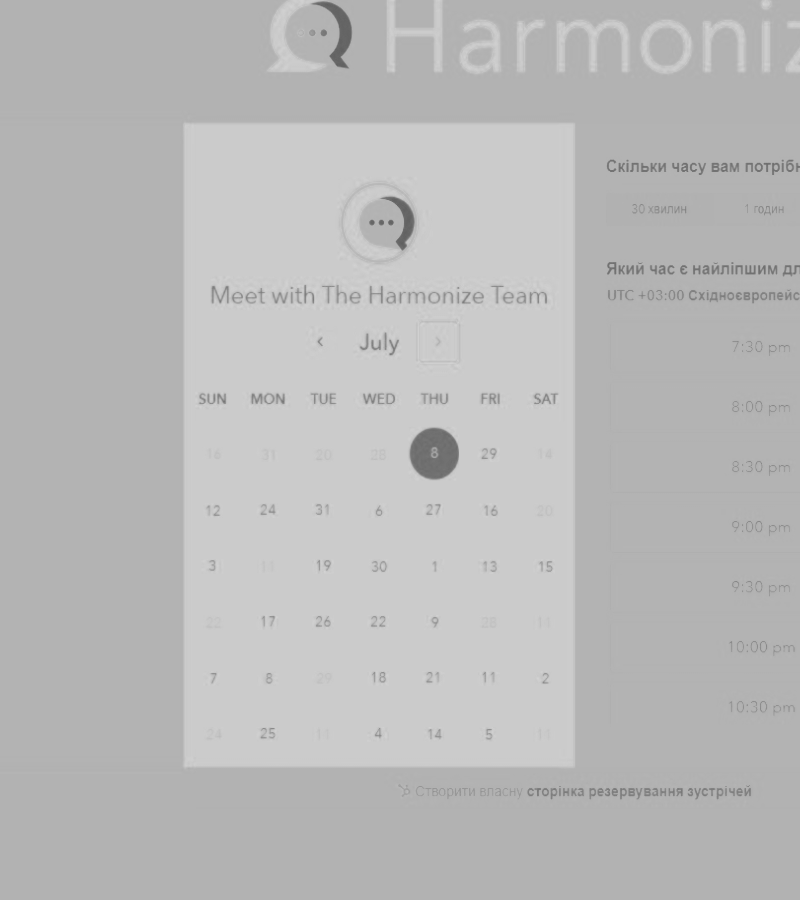 Harmoniz
Meet with The Harmonize Team
‹ July ›
SUN MON TUE WED THU FRI SAT
16 31 20 28 8 29 14
12 24 31 6 27 16 20
3 11 19 30 1 13 15
22 17 26 22 9 28 11
7 8 29 18 21 11 2
24 25 11 4 14 5 11
Скільки часу вам потрібн
30 хвилин 1 годин
Який час є найліпшим дл
UTC +03:00 Східноєвропейс
7:30 pm
8:00 pm
8:30 pm
9:00 pm
9:30 pm
10:00 pm
10:30 pm
Створити власну сторінка резервування зустрічей